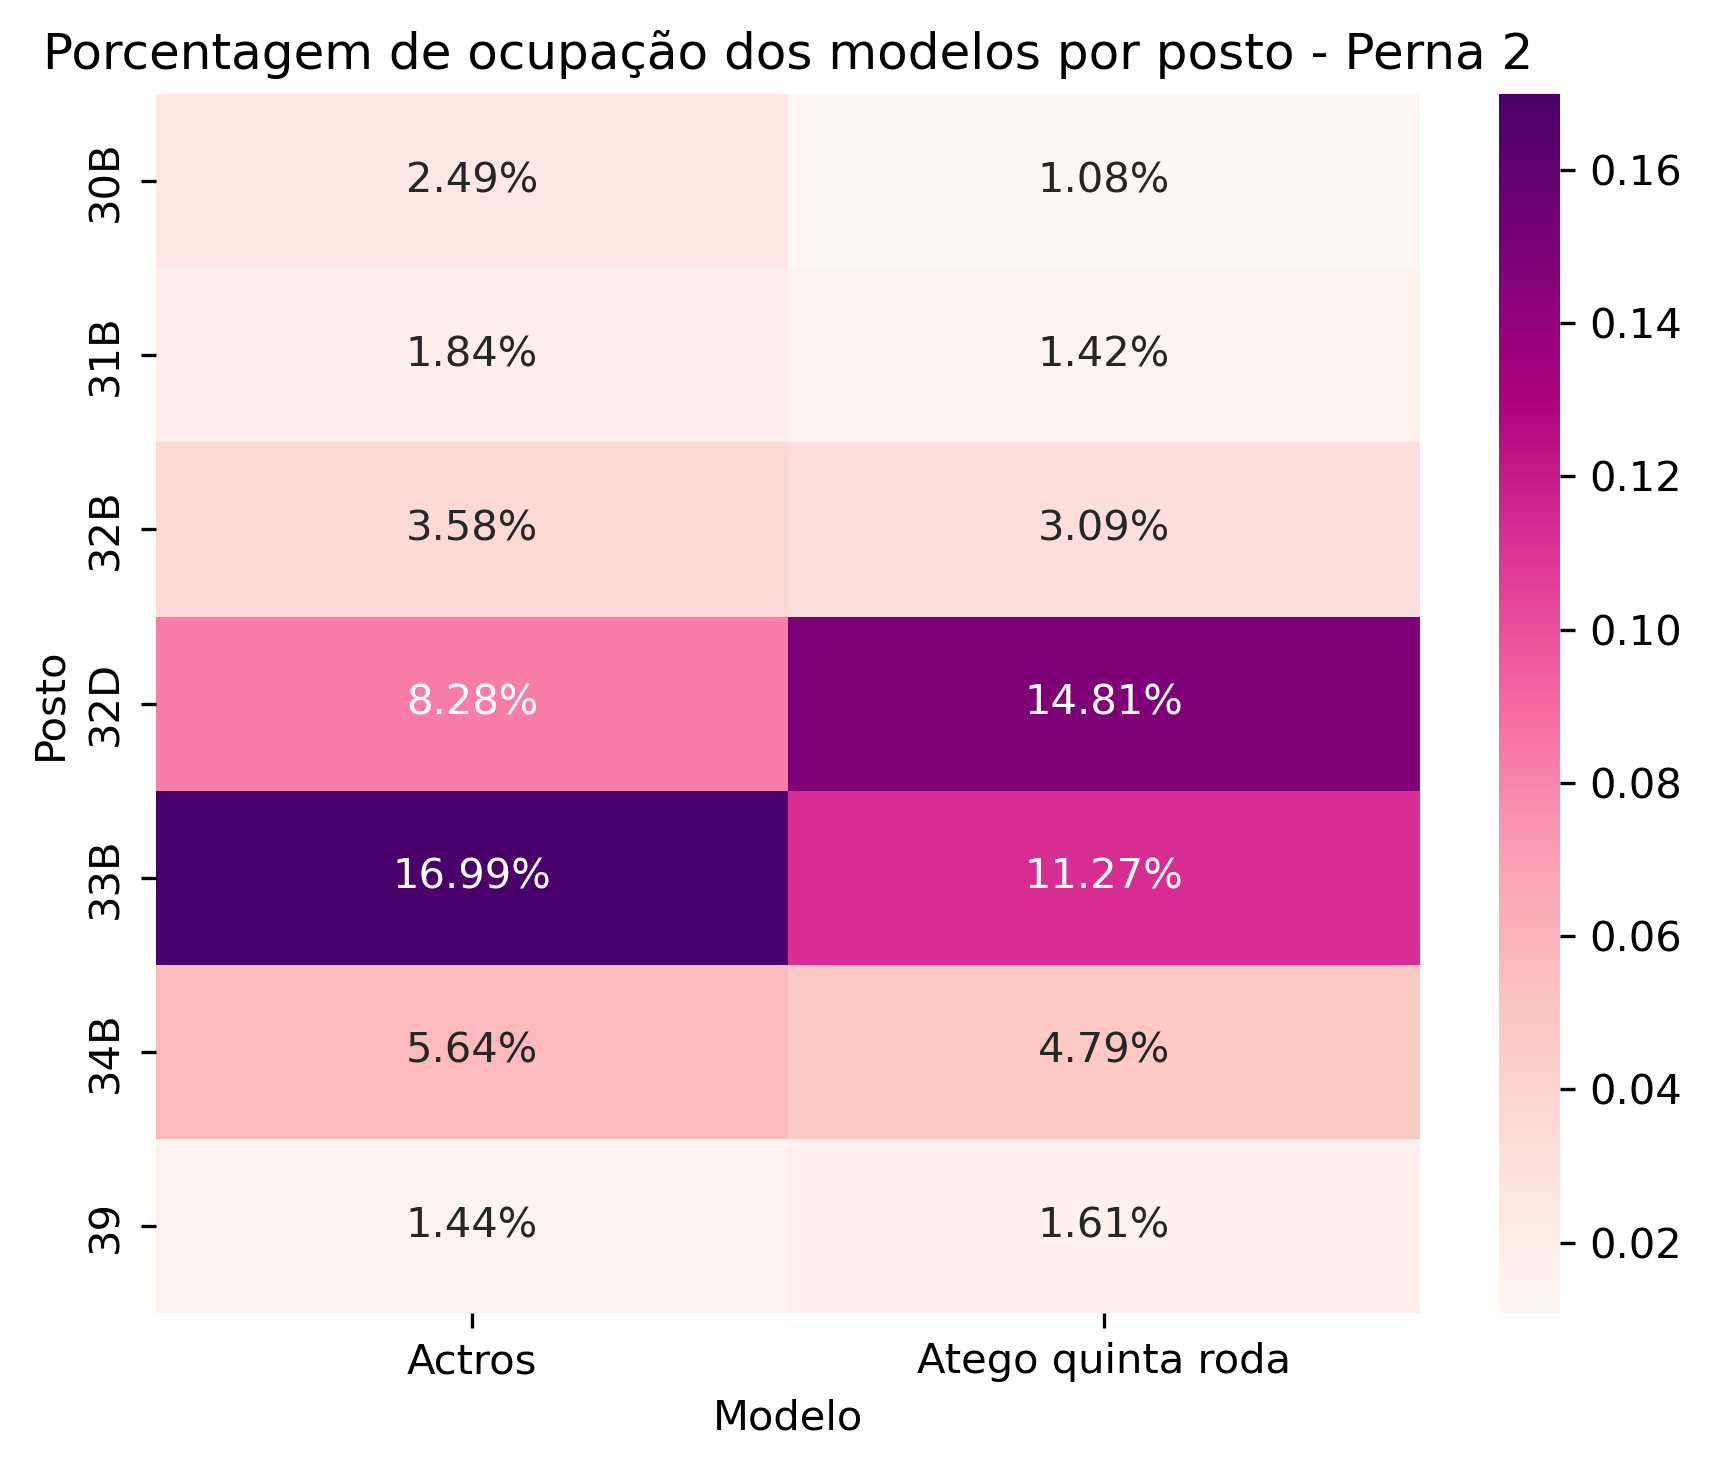 Porcentagem de ocupação dos modelos por posto - Perna 2
Posto
30B
2.49%
1.08%
31B
1.84%
1.42%
32B
3.58%
3.09%
32D
8.28%
14.81%
33B
16.99%
11.27%
34B
5.64%
4.79%
39
1.44%
1.61%
Actros
Atego quinta roda
Modelo
0.16
0.14
0.12
0.10
0.08
0.06
0.04
0.02